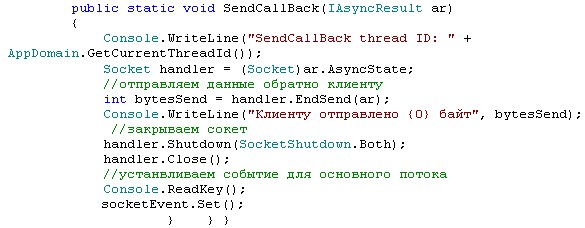 public static void SendCallBack(IAsyncResult ar)
{
Console.WriteLine("SendCallBack thread ID: " +
AppDomain.GetCurrentThreadId());
Socket handler = (Socket)ar.AsyncState;
//отправляем данные обратно клиенту
int bytesSend = handler.EndSend(ar);
Console.WriteLine("Клиенту отправлено {0} байт", bytesSend);
//закрываем сокет
handler.Shutdown(SocketShutdown.Both);
handler.Close();
//устанвливаем событие для основного потока
Console.ReadKey();
socketEvent.Set();
} } }